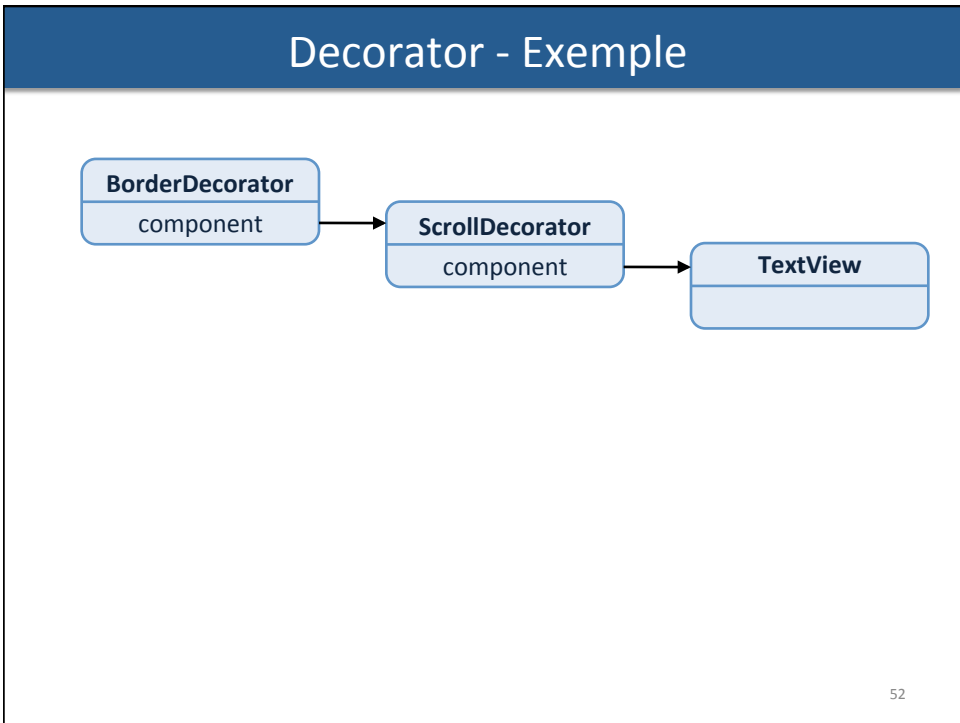 Decorator - Exemple
BorderDecorator
component
ScrollDecorator
component
TextView
52